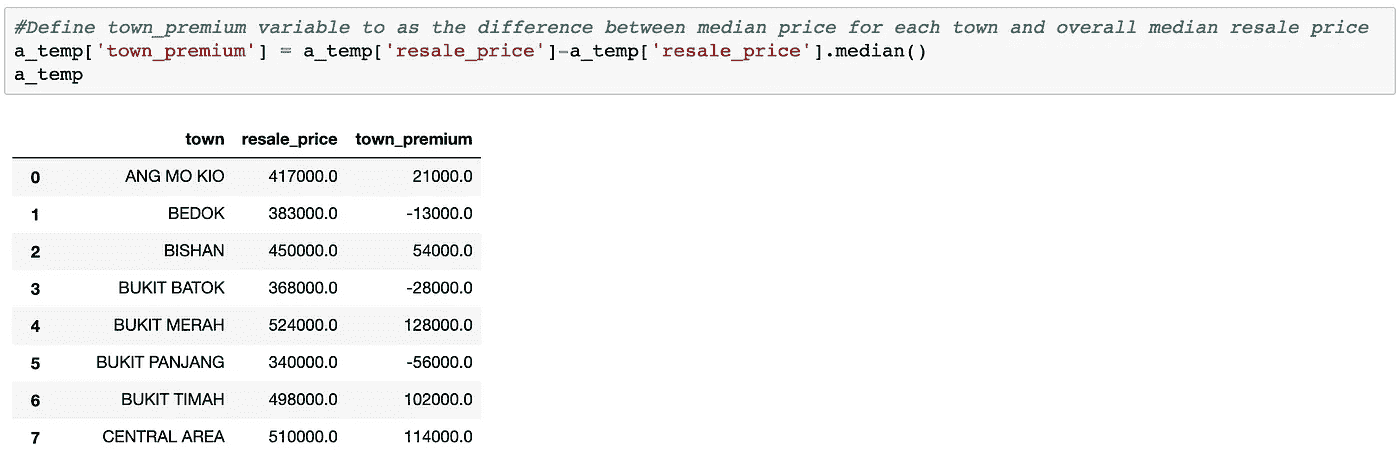 #Define town_premium variable to as the difference between median price for each town and overall median resale price
a_temp['town_premium'] = a_temp['resale_price']-a_temp['resale_price'].median()
a_temp
town resale_price town_premium
0 ANG MO KIO 417000.0 21000.0
1 BEDOK 383000.0 -13000.0
2 BISHAN 450000.0 54000.0
3 BUKIT BATOK 368000.0 -28000.0
4 BUKIT MERAH 524000.0 128000.0
5 BUKIT PANJANG 340000.0 -56000.0
6 BUKIT TIMAH 498000.0 102000.0
7 CENTRAL AREA 510000.0 114000.0